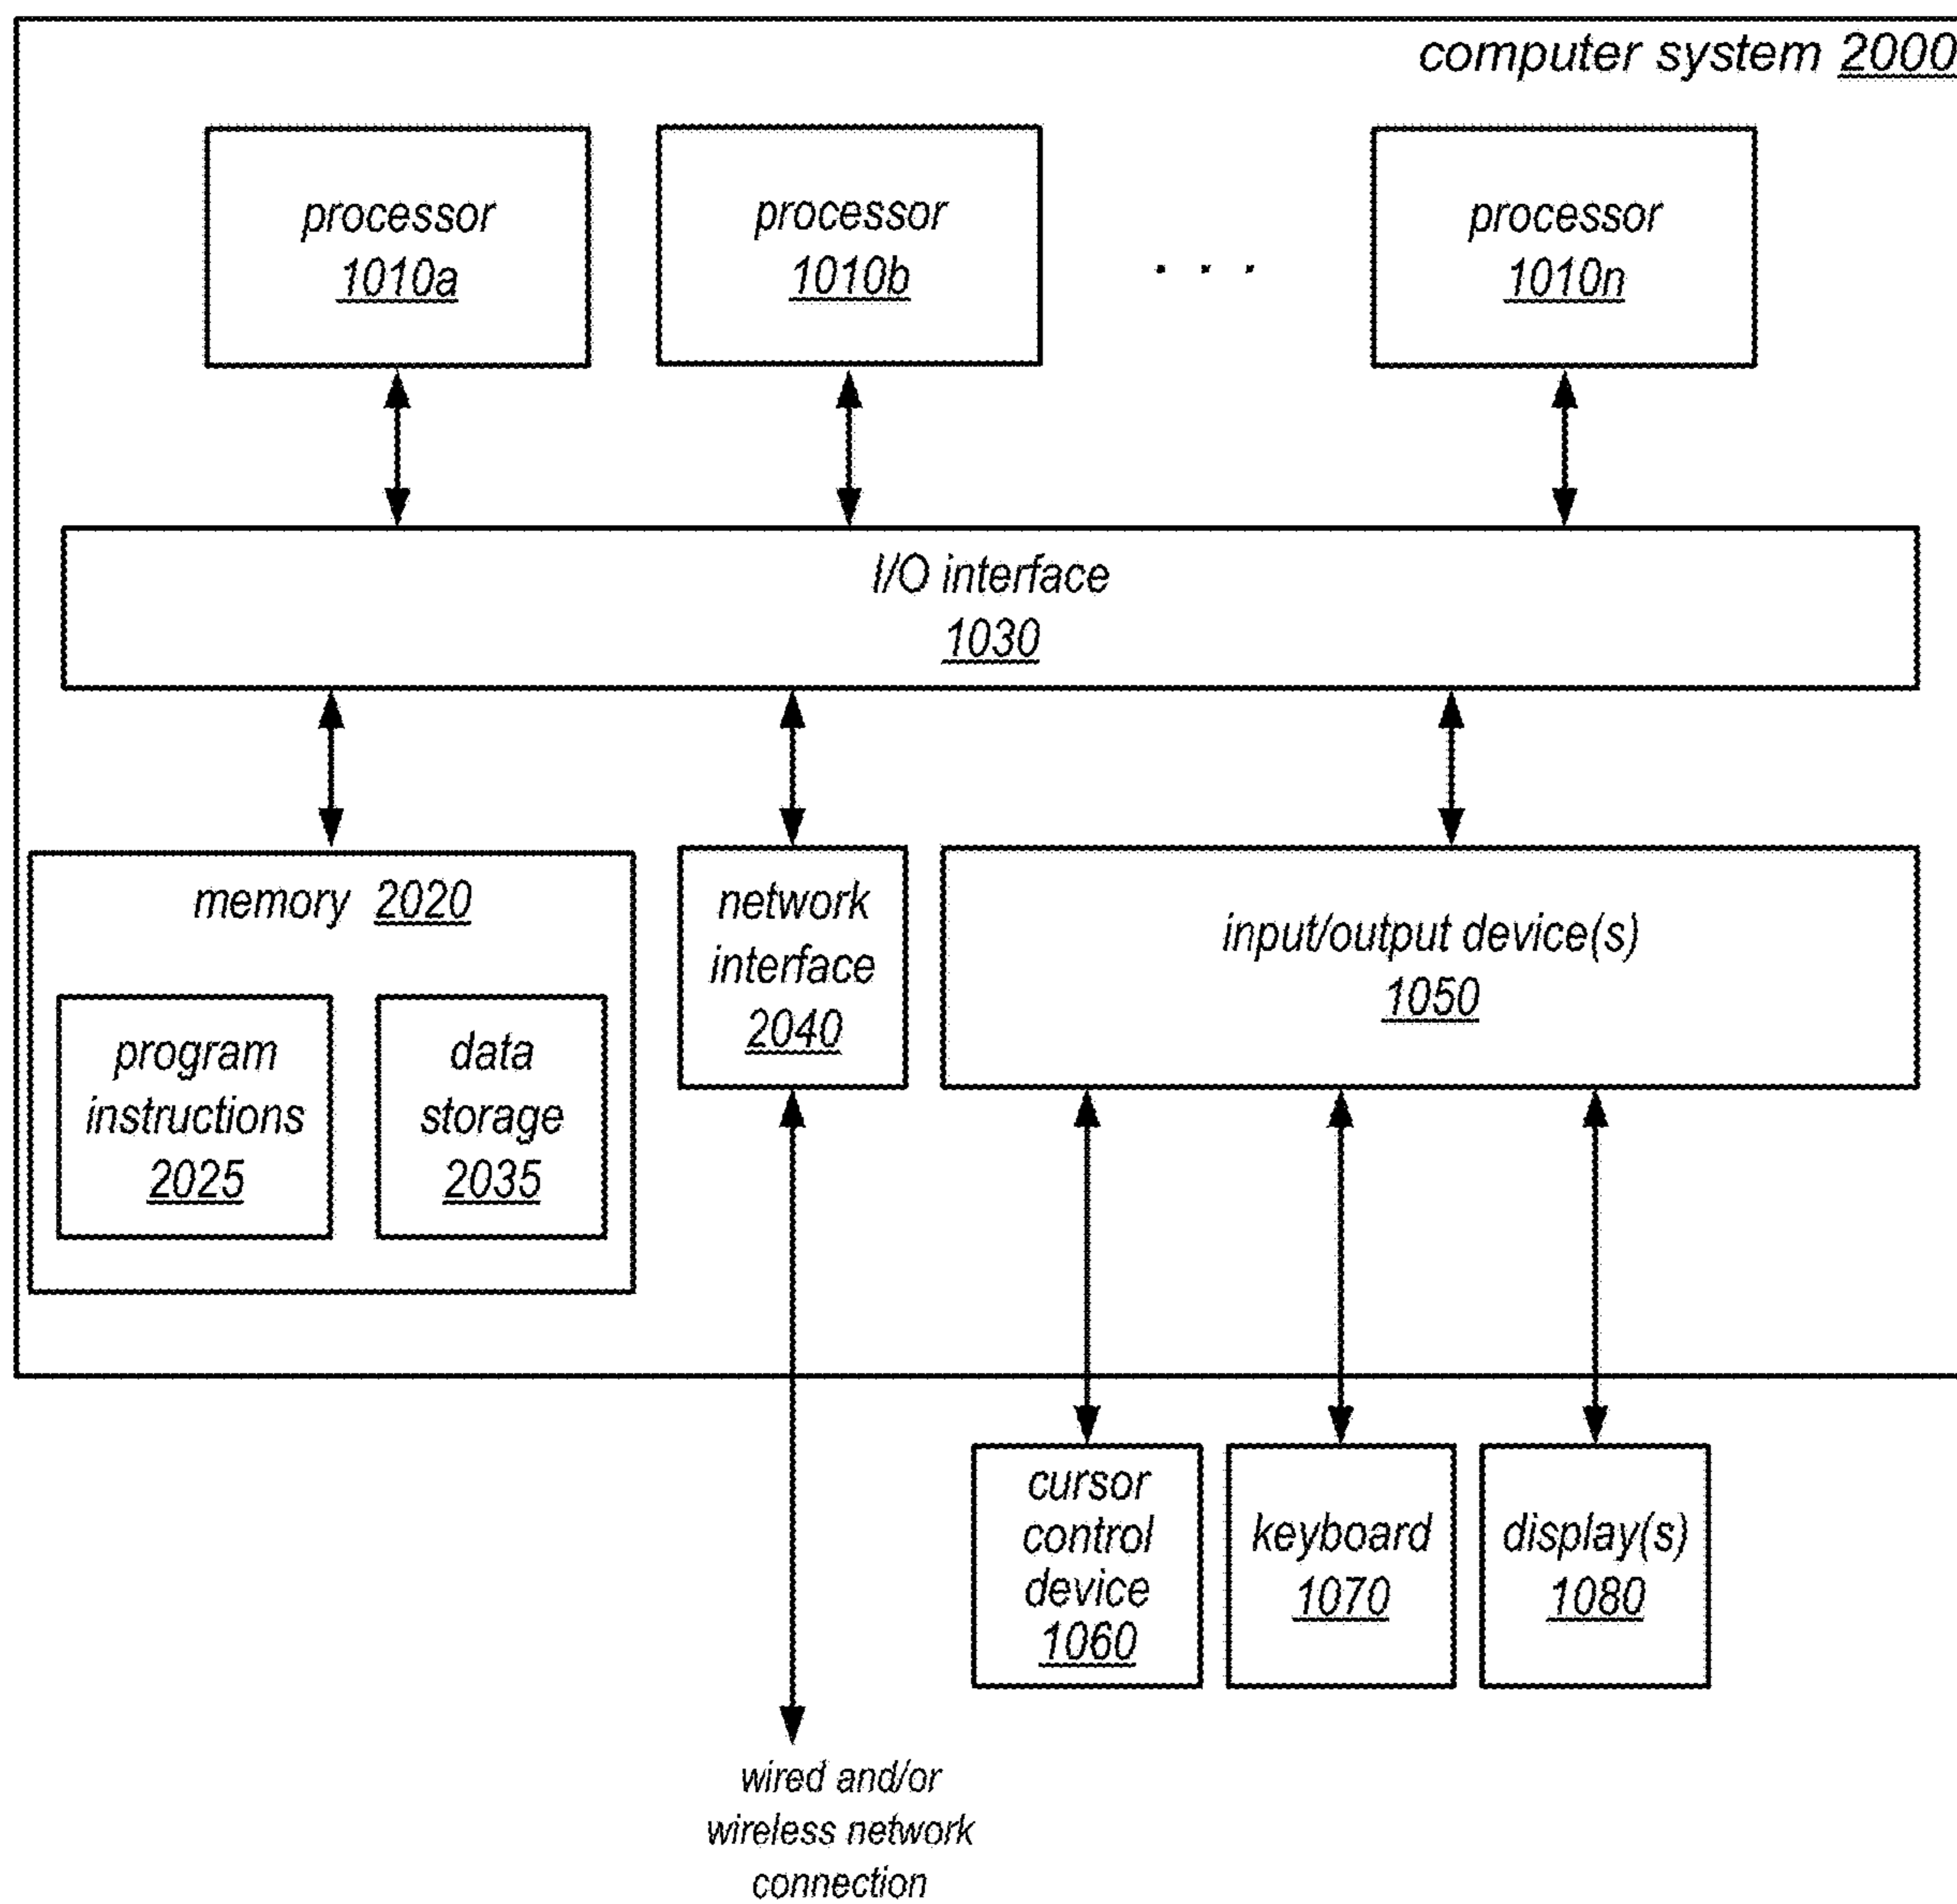 computer system 2000
processor
1010a
processor
1010b
. . .
processor
1010n
I/O interface
1030
memory 2020
program
instructions
2025
data
storage
2035
network
interface
2040
input/output device(s)
1050
cursor
control
device
1060
keyboard
1070
display(s)
1080
wired and/or
wireless network
connection